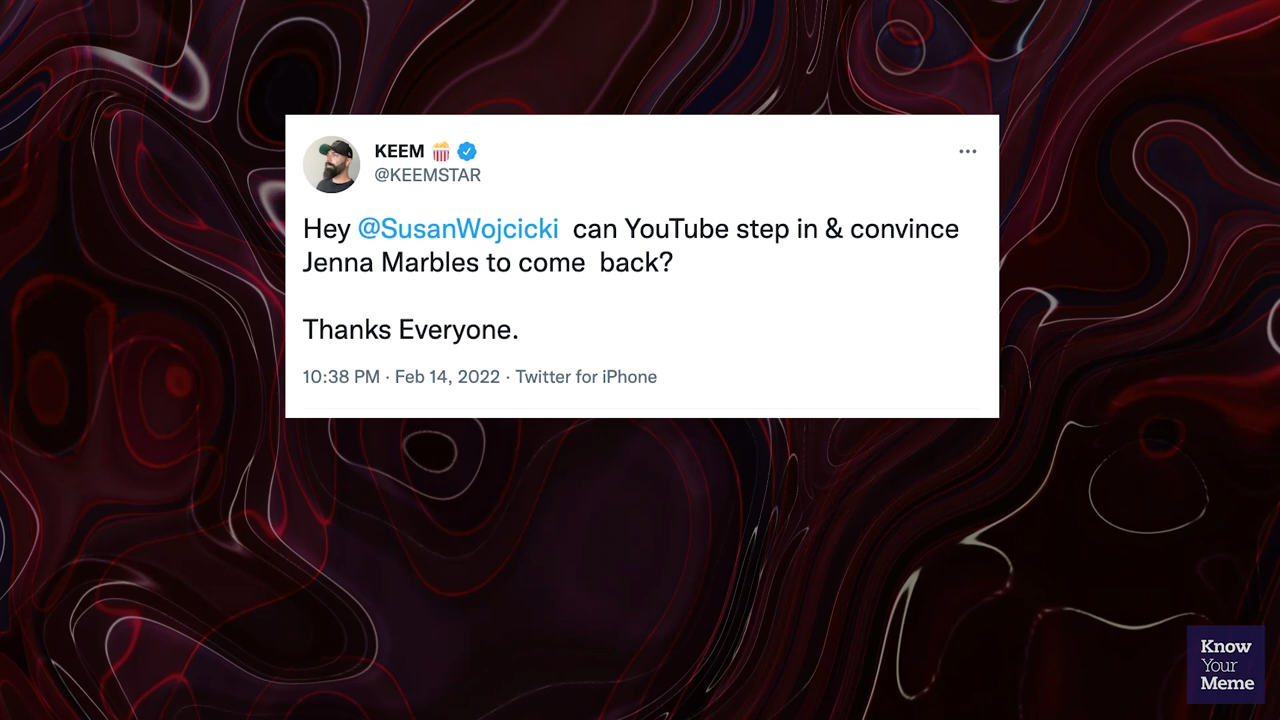 KEEM 🍿
@KEEMSTAR
Hey @SusanWojcicki  can YouTube step in & convince
Jenna Marbles to come  back?
Thanks Everyone.
10:38 PM · Feb 14, 2022 · Twitter for iPhone
Know
Your
Meme